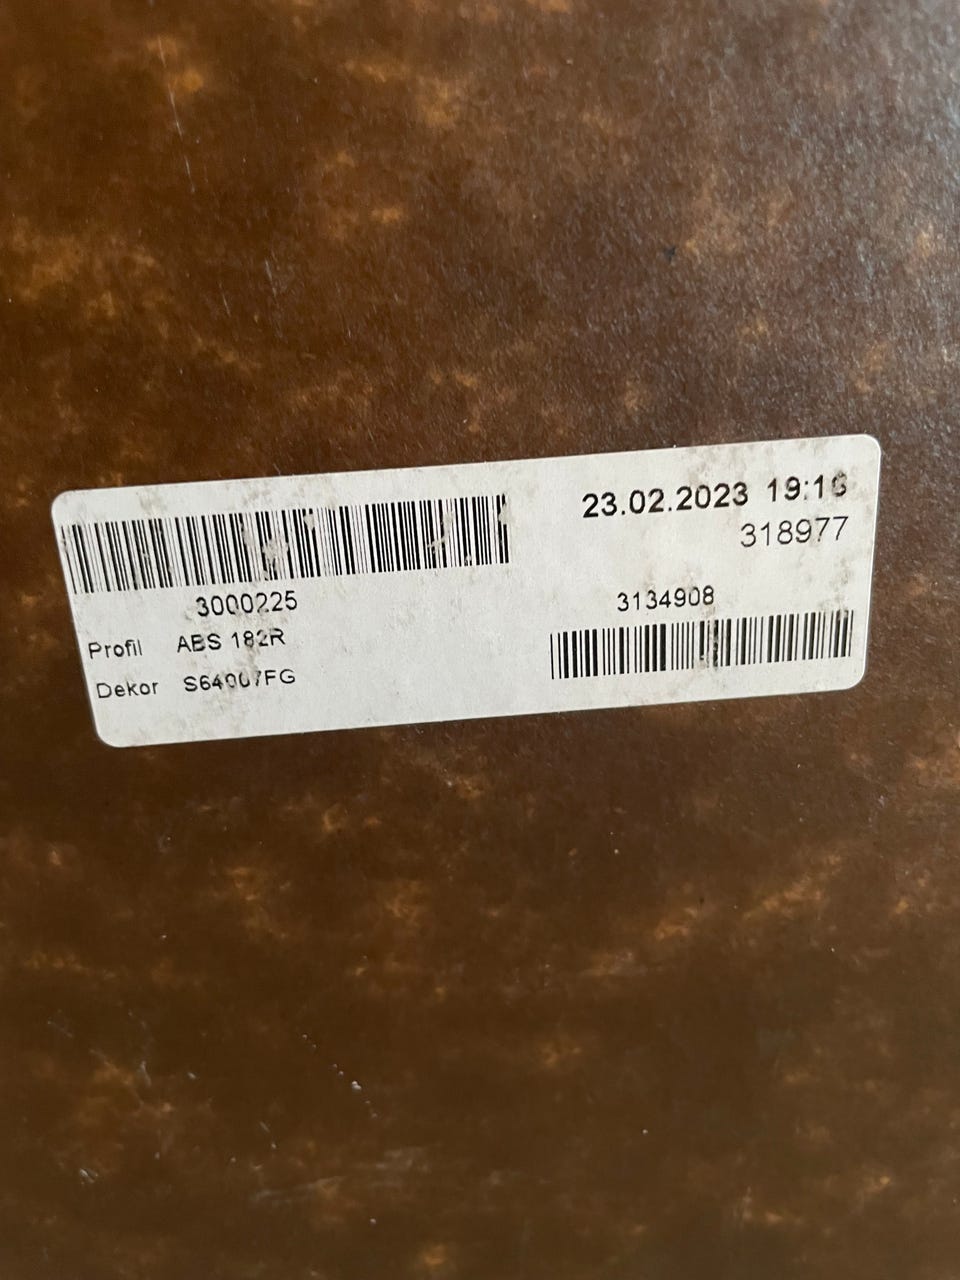 23.02.2023 19:16
318977
3000225
3134908
Profil ABS 182R
Dekor S64007FG